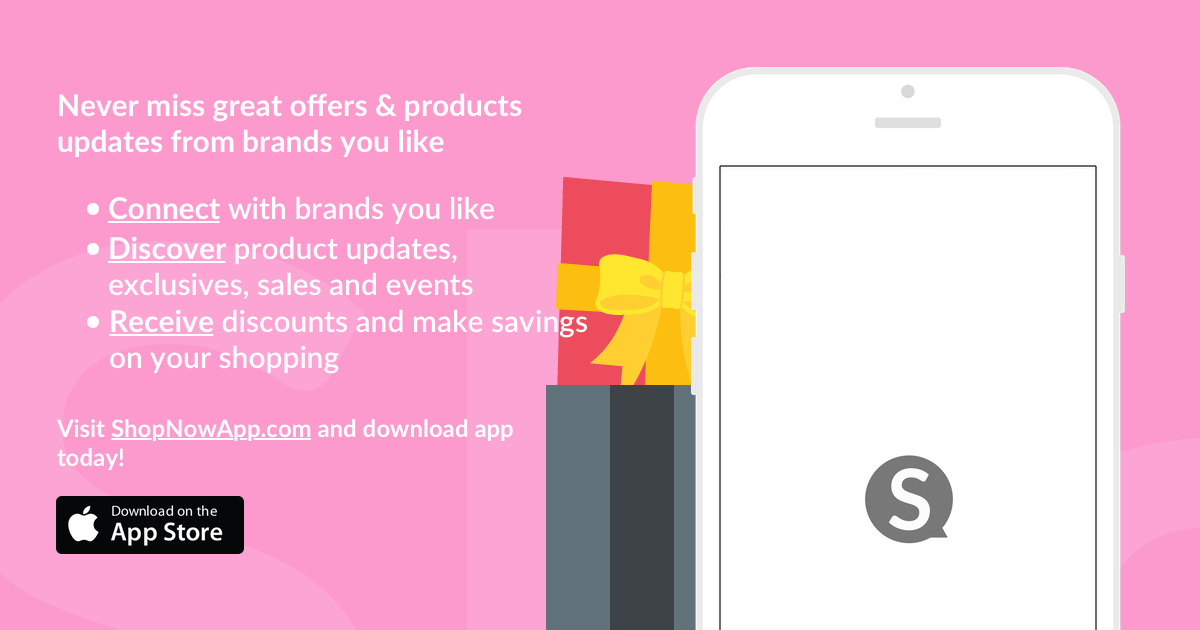 Never miss great offers & products
updates from brands you like
• Connect with brands you like
• Discover product updates,
exclusives, sales and events
• Receive discounts and make savings
on your shopping
Visit ShopNowApp.com and download app
today!
Download on the
App Store
S